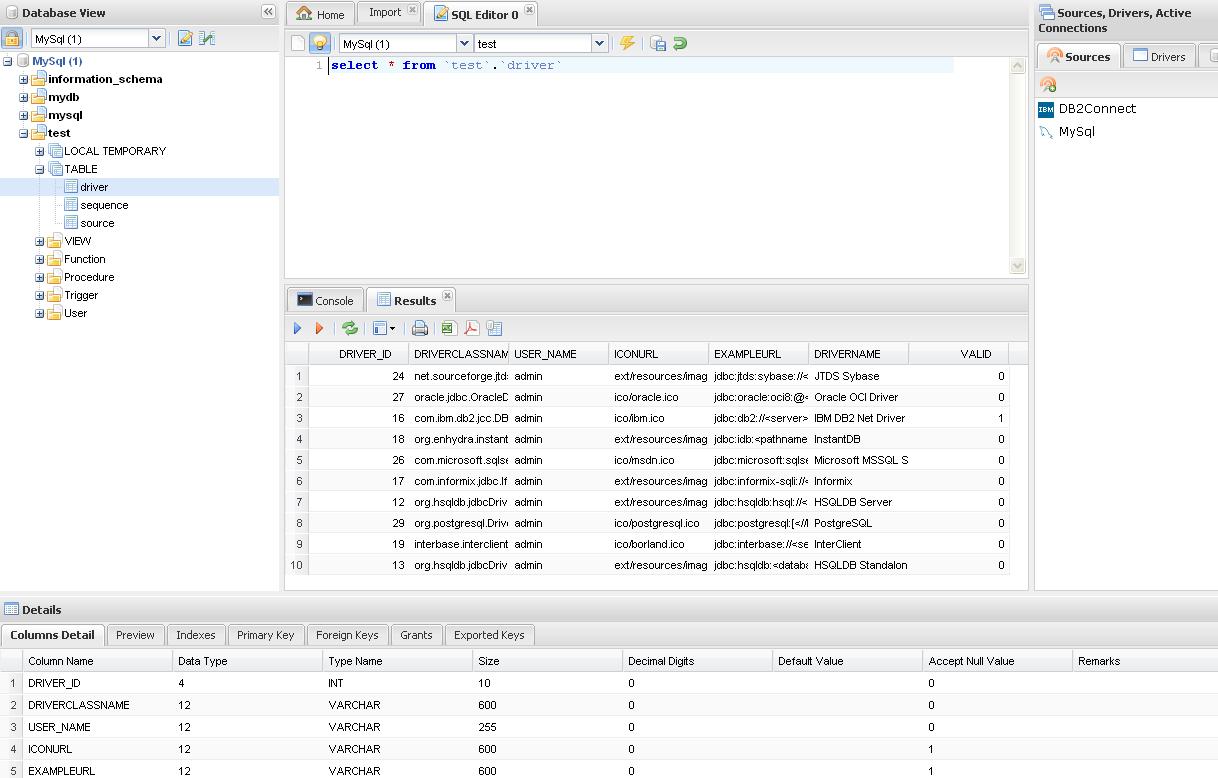 Database View
MySql (1)
MySql (1)
information_schema
mydb
mysql
test
LOCAL TEMPORARY
TABLE
driver
sequence
source
VIEW
Function
Procedure
Trigger
User
Home Import SQL Editor 0
MySql (1) test
1 select * from `test`.`driver`
Console Results
DRIVER_ID DRIVERCLASSNAM USER_NAME ICONURL EXAMPLEURL DRIVERNAME VALID
1 24 net.sourceforge.jtds admin ext/resources/imag jdbc:jtds:sybase://< JTDS Sybase 0
2 27 oracle.jdbc.OracleD admin ico/oracle.ico jdbc:oracle:oci8:@< Oracle OCI Driver 0
3 16 com.ibm.db2.jcc.DB admin ico/ibm.ico jdbc:db2://<server> IBM DB2 Net Driver 1
4 18 org.enhydra.instant admin ext/resources/imag jdbc:idb:<pathname InstantDB 0
5 26 com.microsoft.sqlse admin ico/msdn.ico jdbc:microsoft:sqlse Microsoft MSSQL S 0
6 17 com.informix.jdbc.If admin ext/resources/imag jdbc:informix-sqli://< Informix 0
7 12 org.hsqldb.jdbcDriv admin ext/resources/imag jdbc:hsqldb:hsql://< HSQLDB Server 0
8 29 org.postgresql.Drive admin ico/postgresql.ico jdbc:postgresql:[<// PostgreSQL 0
9 19 interbase.interclient admin ico/borland.ico jdbc:interbase://<se InterClient 0
10 13 org.hsqldb.jdbcDriv admin ext/resources/imag jdbc:hsqldb:<databa HSQLDB Standalon 0
Sources, Drivers, Active
Connections
Sources Drivers
IBM DB2Connect
MySql
Details
Columns Detail Preview Indexes Primary Key Foreign Keys Grants Exported Keys
Column Name Data Type Type Name Size Decimal Digits Default Value Accept Null Value Remarks
1 DRIVER_ID 4 INT 10 0 0
2 DRIVERCLASSNAME 12 VARCHAR 600 0 0
3 USER_NAME 12 VARCHAR 255 0 0
4 ICONURL 12 VARCHAR 600 0 1
5 EXAMPLEURL 12 VARCHAR 600 0 1